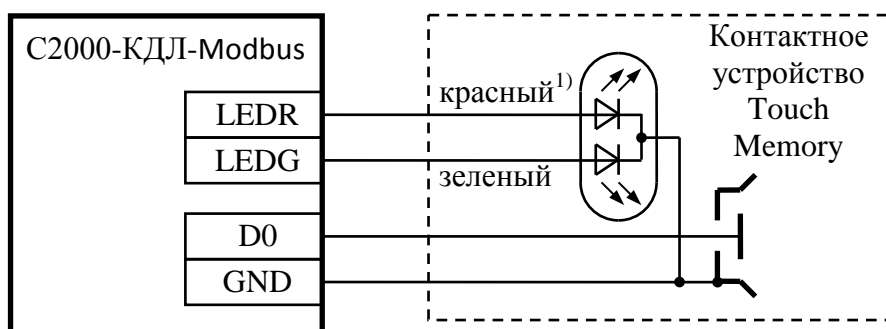 С2000-КДЛ-Modbus
Контактное
устройство
Touch
Memory
LEDR
красный1)
LEDG
зеленый
D0
GND